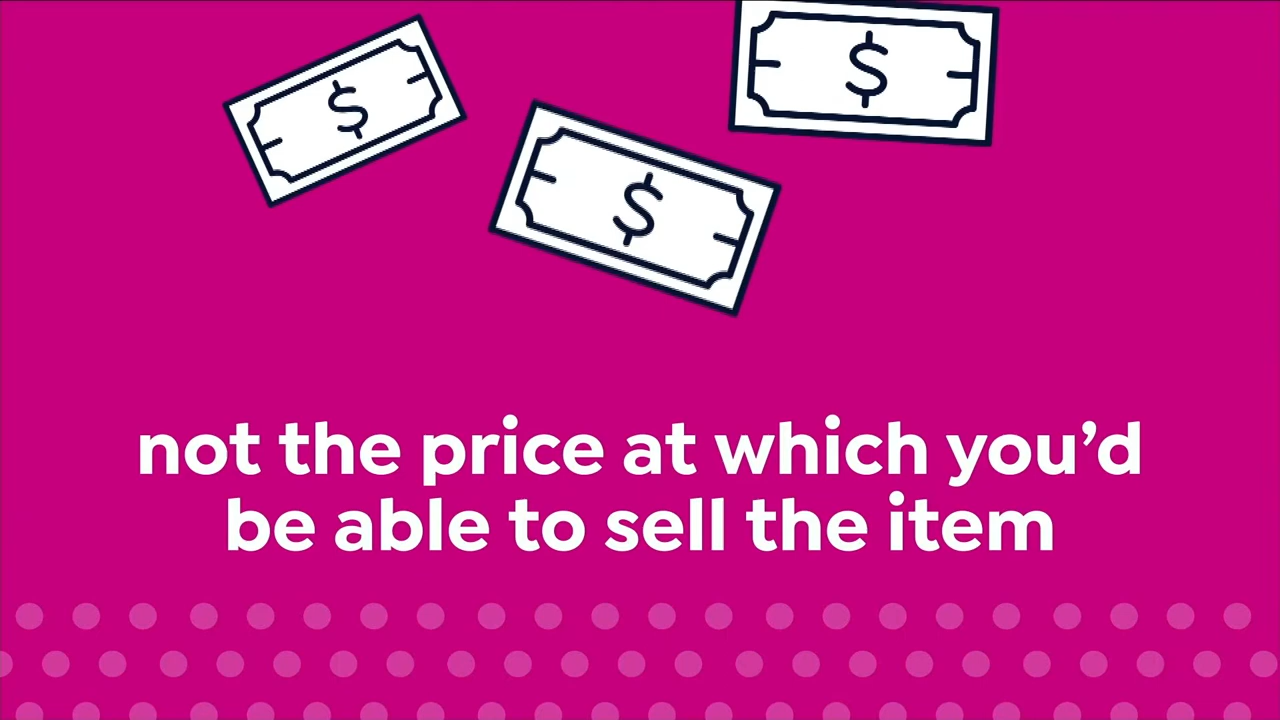 $
$
$
not the price at which you’d
be able to sell the item